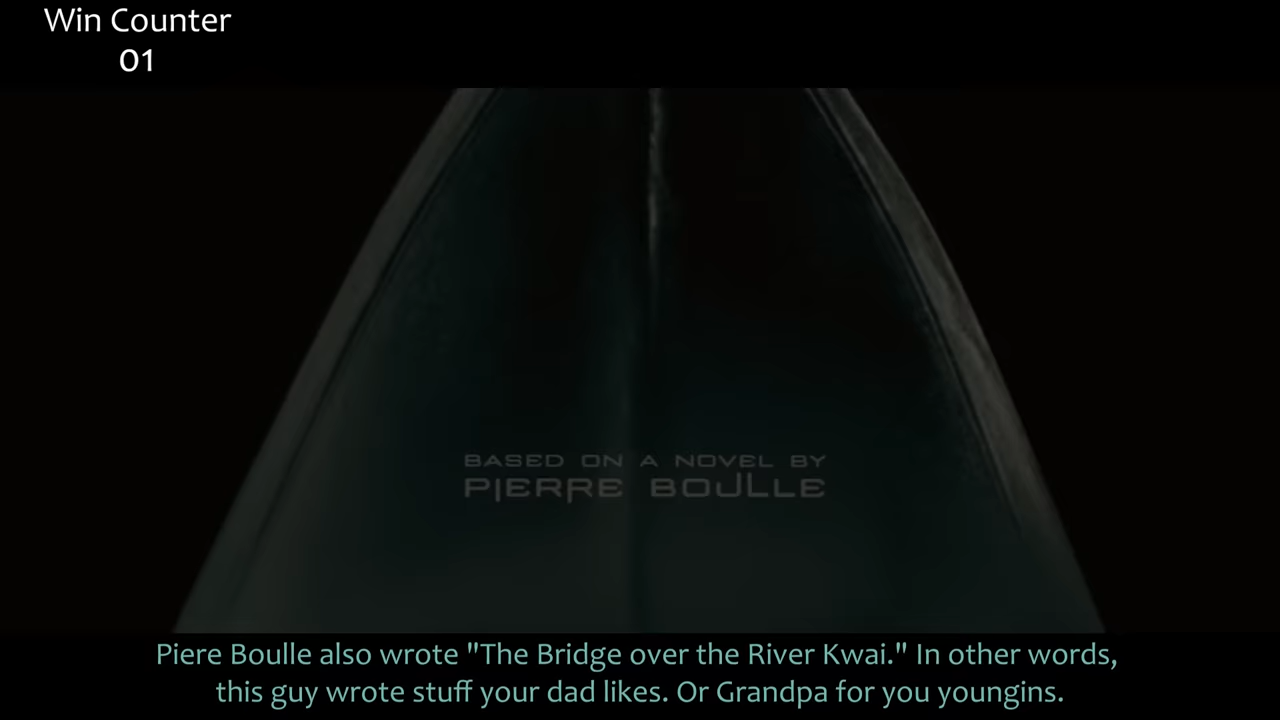 Win Counter
01
BASED ON A NOVEL BY
PIERRE BOULLE
Piere Boulle also wrote "The Bridge over the River Kwai." In other words,
this guy wrote stuff your dad likes. Or Grandpa for you youngins.